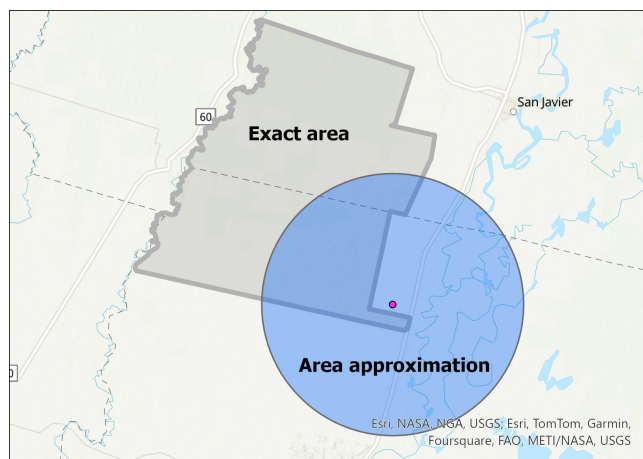 San Javier
60
Exact area
0
Area approximation
Esri, NASA, NGA, USGS; Esri, TomTom, Garmin,
Foursquare, FAO, METI/NASA, USGS